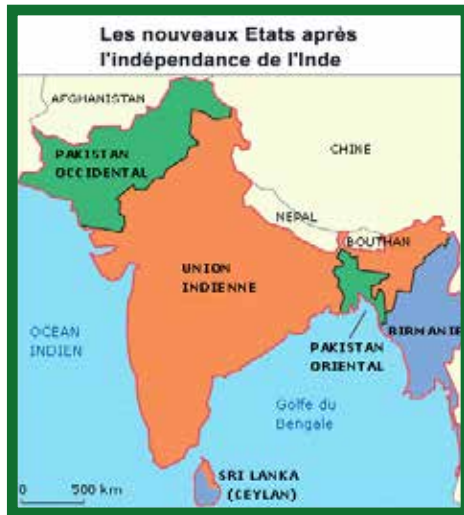 Les nouveaux Etats après
l'indépendance de l'Inde
AFGHANISTAN
PAKISTAN
OCCIDENTAL
CHINE
NEPAL
BOUTHAN
UNION
INDIENNE
BIRMANIE
OCEAN
INDIEN
PAKISTAN
ORIENTAL
Golfe du
Bengale
SRI LANKA
(CEYLAN)
0 500 km